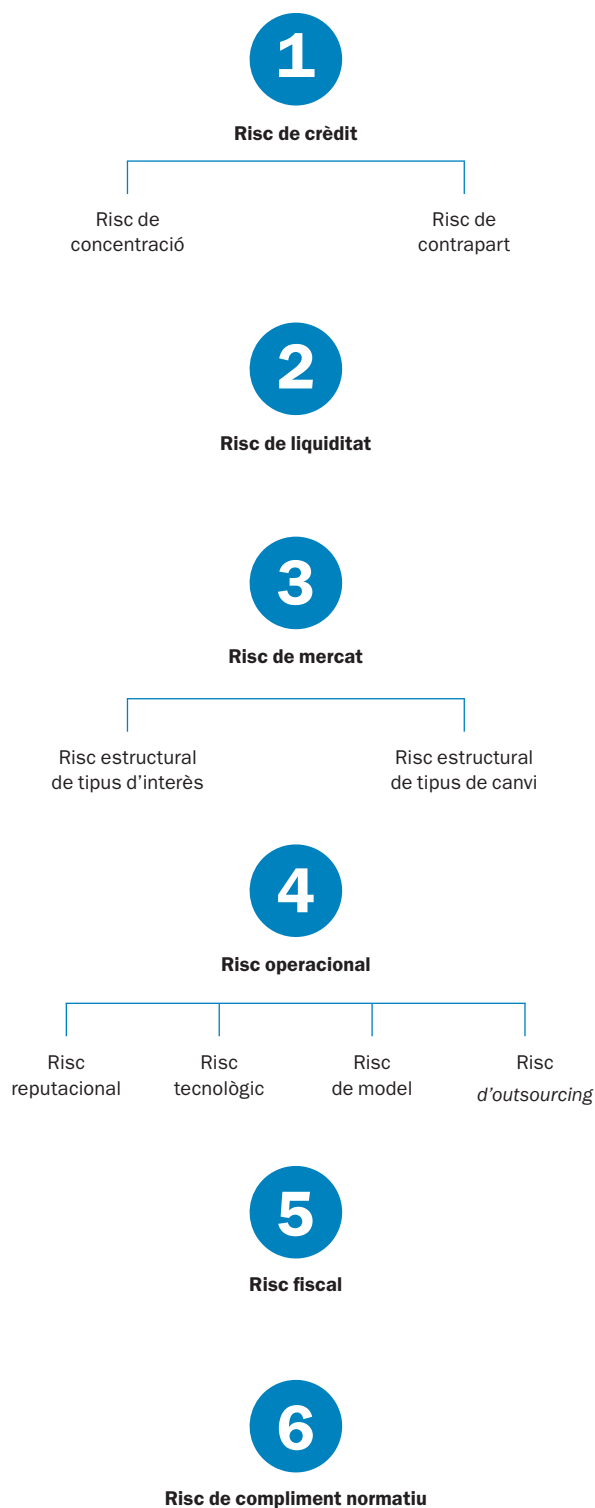 1
Risc de crèdit
Risc de
concentració
Risc de
contrapart
2
Risc de liquiditat
3
Risc de mercat
Risc estructural
de tipus d’interès
Risc estructural
de tipus de canvi
4
Risc operacional
Risc
reputacional
Risc
tecnològic
Risc
de model
Risc
d’outsourcing
5
Risc fiscal
6
Risc de compliment normatiu